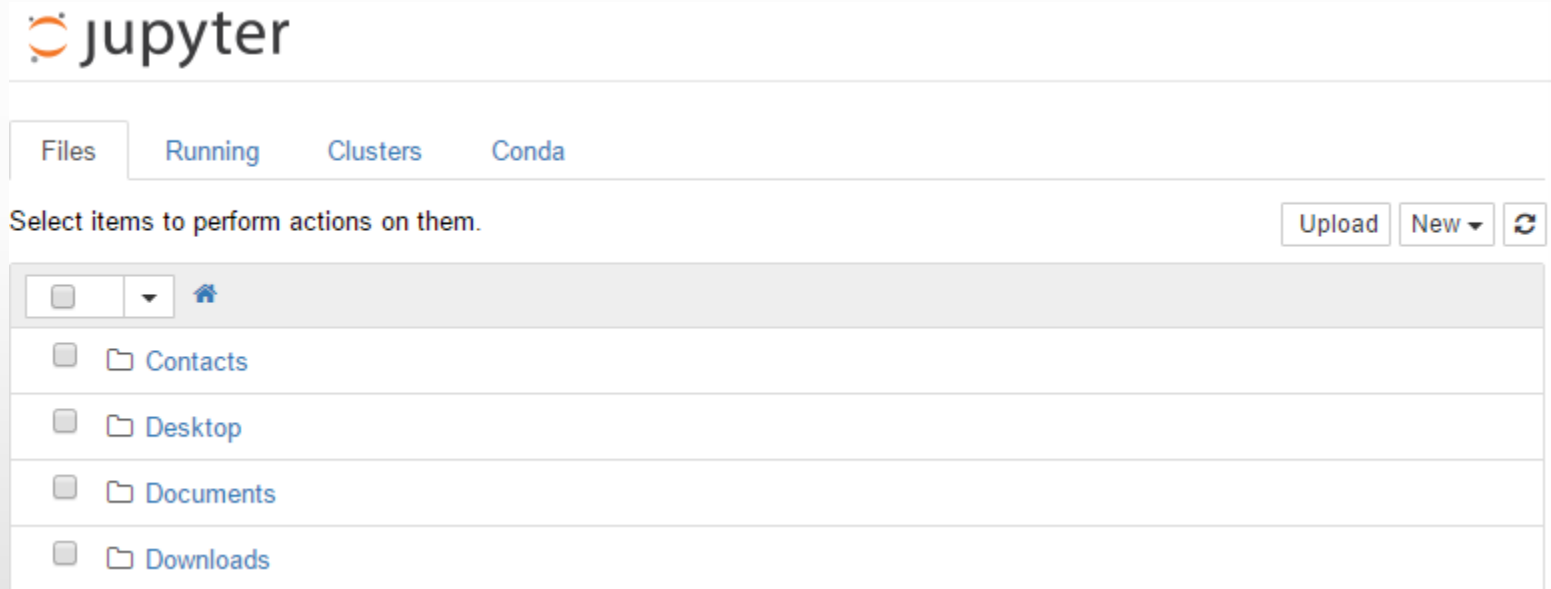 jupyter
Files Running Clusters Conda
Select items to perform actions on them. Upload New
Contacts
Desktop
Documents
Downloads